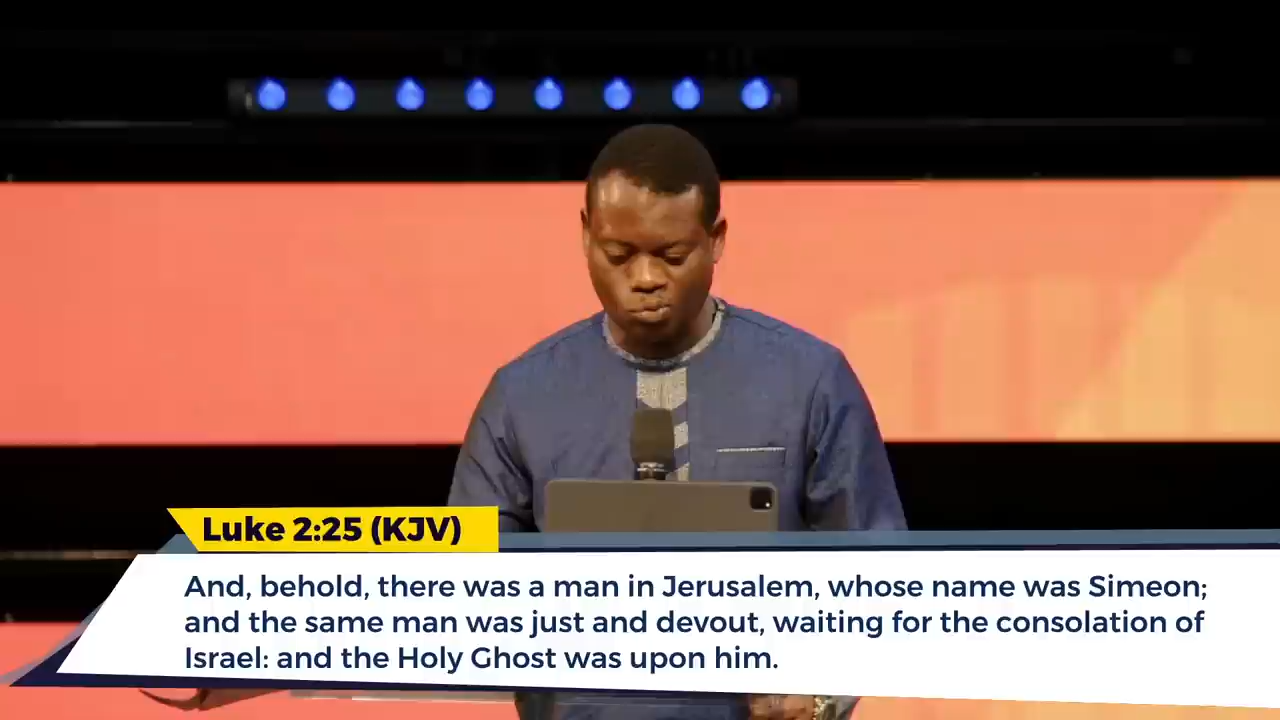 Luke 2:25 (KJV)
And, behold, there was a man in Jerusalem, whose name was Simeon;
and the same man was just and devout, waiting for the consolation of
Israel: and the Holy Ghost was upon him.